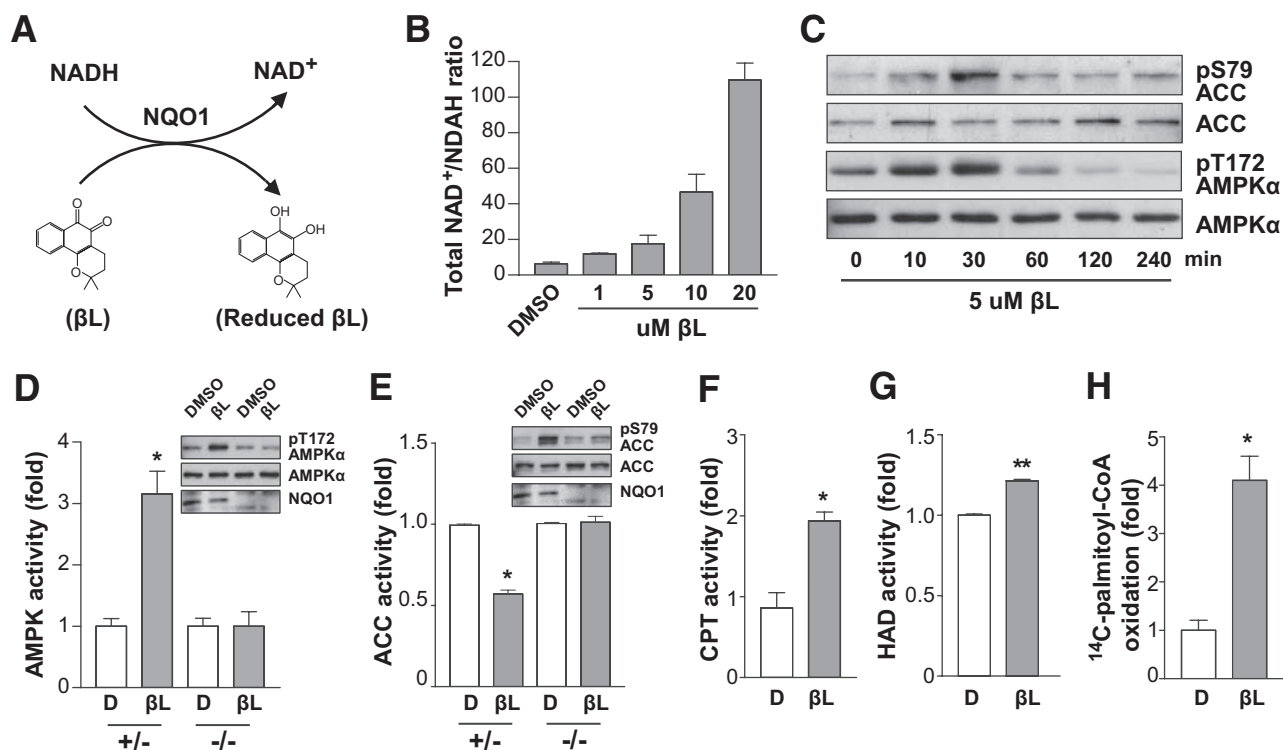 A
NADH
NAD+
NQO1
O
O
O
(βL)
OH
OH
O
(Reduced βL)
B
Total NAD+/NDAH ratio
120
100
80
60
40
20
0
DMSO
1
5
10
20
uM βL
C
pS79
ACC
ACC
pT172
AMPKα
AMPKα
0 10 30 60 120 240 min
5 uM βL
D
AMPK activity (fold)
4
3
2
1
0
*
DMSO
βL
DMSO
βL
pT172
AMPKα
AMPKα
NQO1
D βL D βL
+/- -/-
E
ACC activity (fold)
1.5
1.0
0.5
0
*
DMSO
βL
DMSO
βL
pS79
ACC
ACC
NQO1
D βL D βL
+/- -/-
F
CPT activity (fold)
3
2
1
0
*
D βL
G
HAD activity (fold)
1.5
1.0
0.5
0
**
D βL
H
14C-palmitoyl-CoA
oxidation (fold)
5
4
4
2
1
0
*
D βL